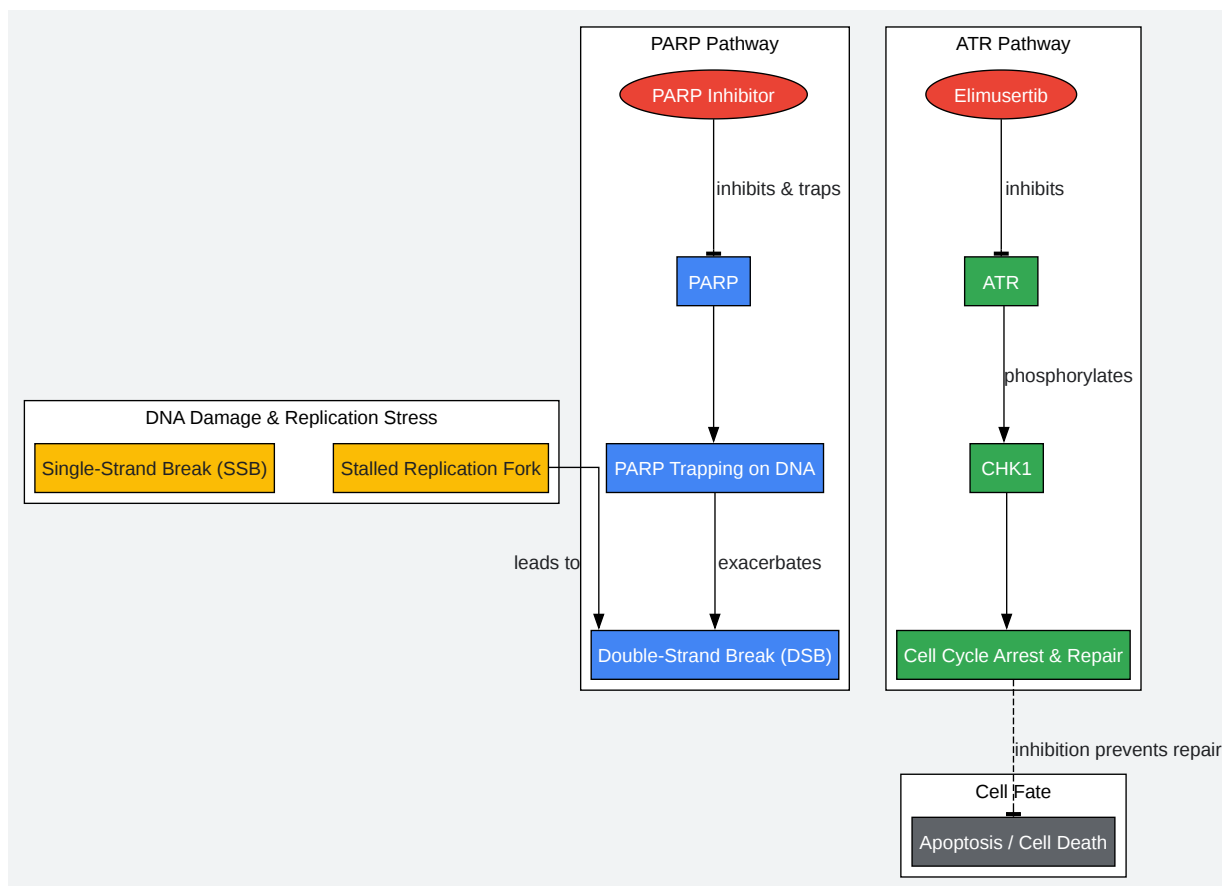 PARP Pathway
ATR Pathway
PARP Inhibitor
Elimusertib
inhibits & traps
inhibits
PARP
ATR
phosphorylates
DNA Damage & Replication Stress
Single-Strand Break (SSB)
Stalled Replication Fork
PARP Trapping on DNA
CHK1
leads to
exacerbates
Double-Strand Break (DSB)
Cell Cycle Arrest & Repair
inhibition prevents repair
Cell Fate
Apoptosis / Cell Death